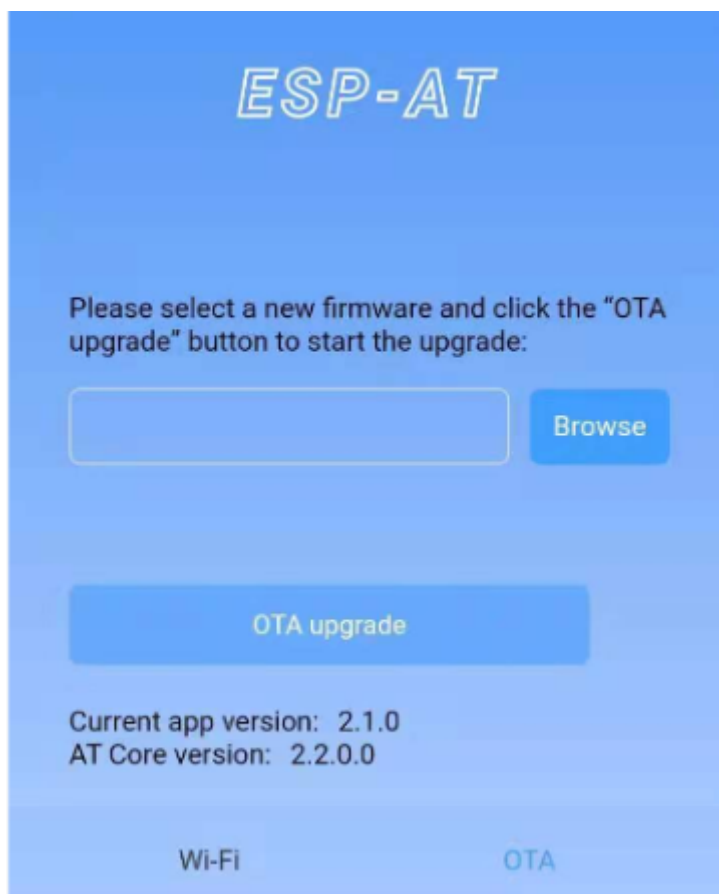 ESP-AT
Please select a new firmware and click the “OTA
upgrade” button to start the upgrade:
Browse
OTA upgrade
Current app version: 2.1.0
AT Core version: 2.2.0.0
Wi-Fi OTA